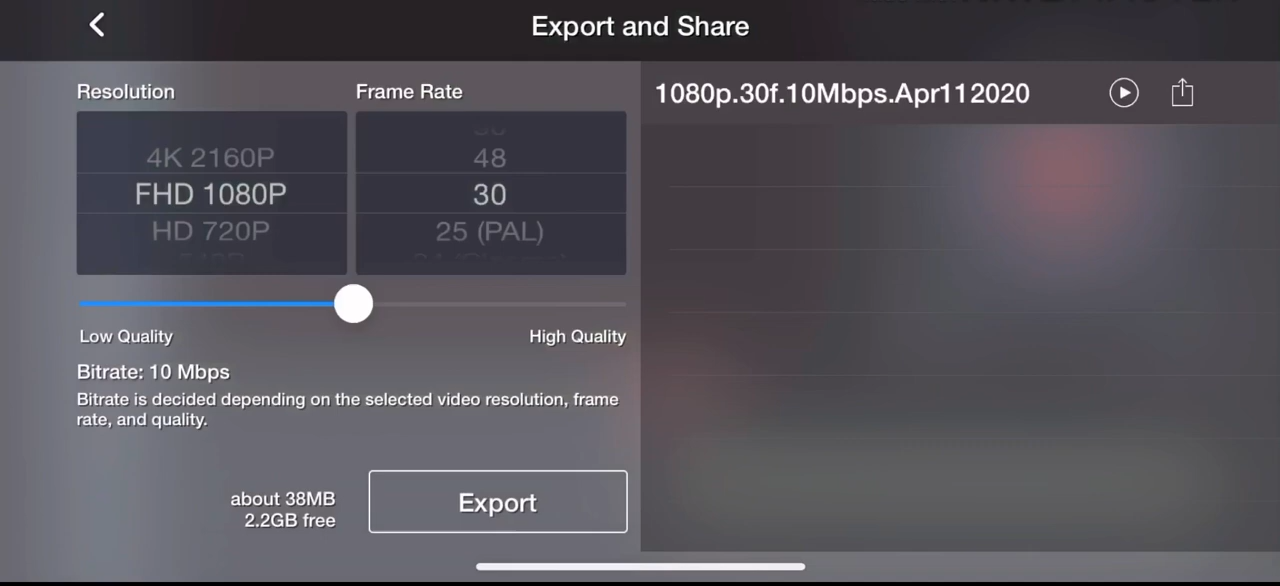 Export and Share
Resolution
Frame Rate
4K 2160P
FHD 1080P
HD 720P
48
30
25 (PAL)
Low Quality
High Quality
Bitrate: 10 Mbps
Bitrate is decided depending on the selected video resolution, frame
rate, and quality.
about 38MB
2.2GB free
Export
1080p.30f.10Mbps.Apr112020